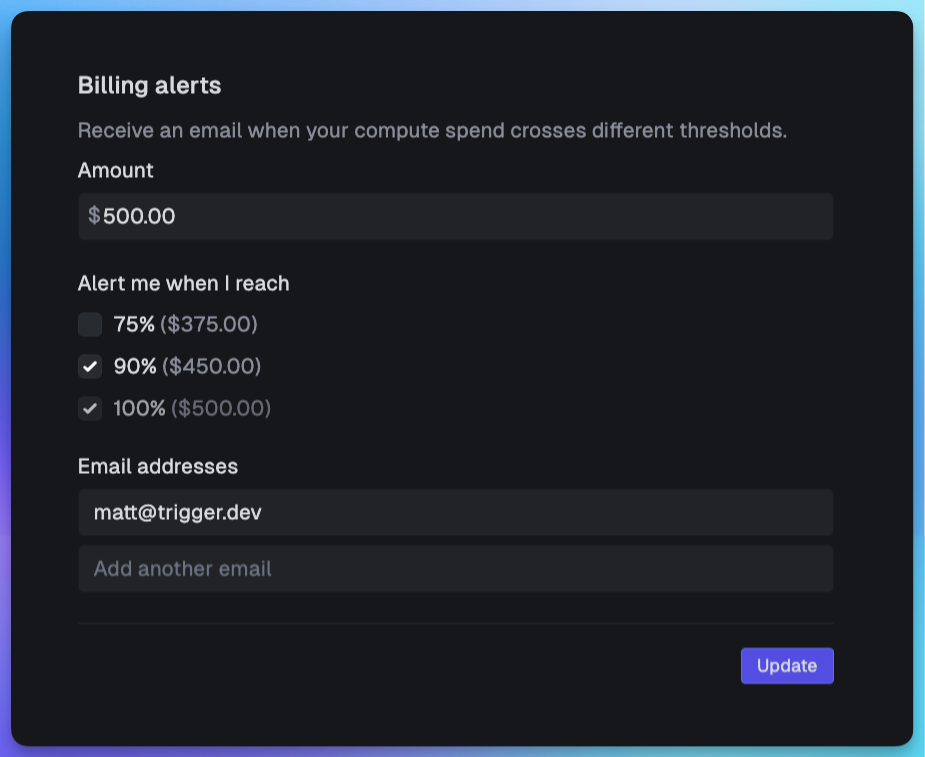 Billing alerts
Receive an email when your compute spend crosses different thresholds.
Amount
$500.00
Alert me when I reach
75% ($375.00)
90% ($450.00)
100% ($500.00)
Email addresses
matt@trigger.dev
Add another email
Update